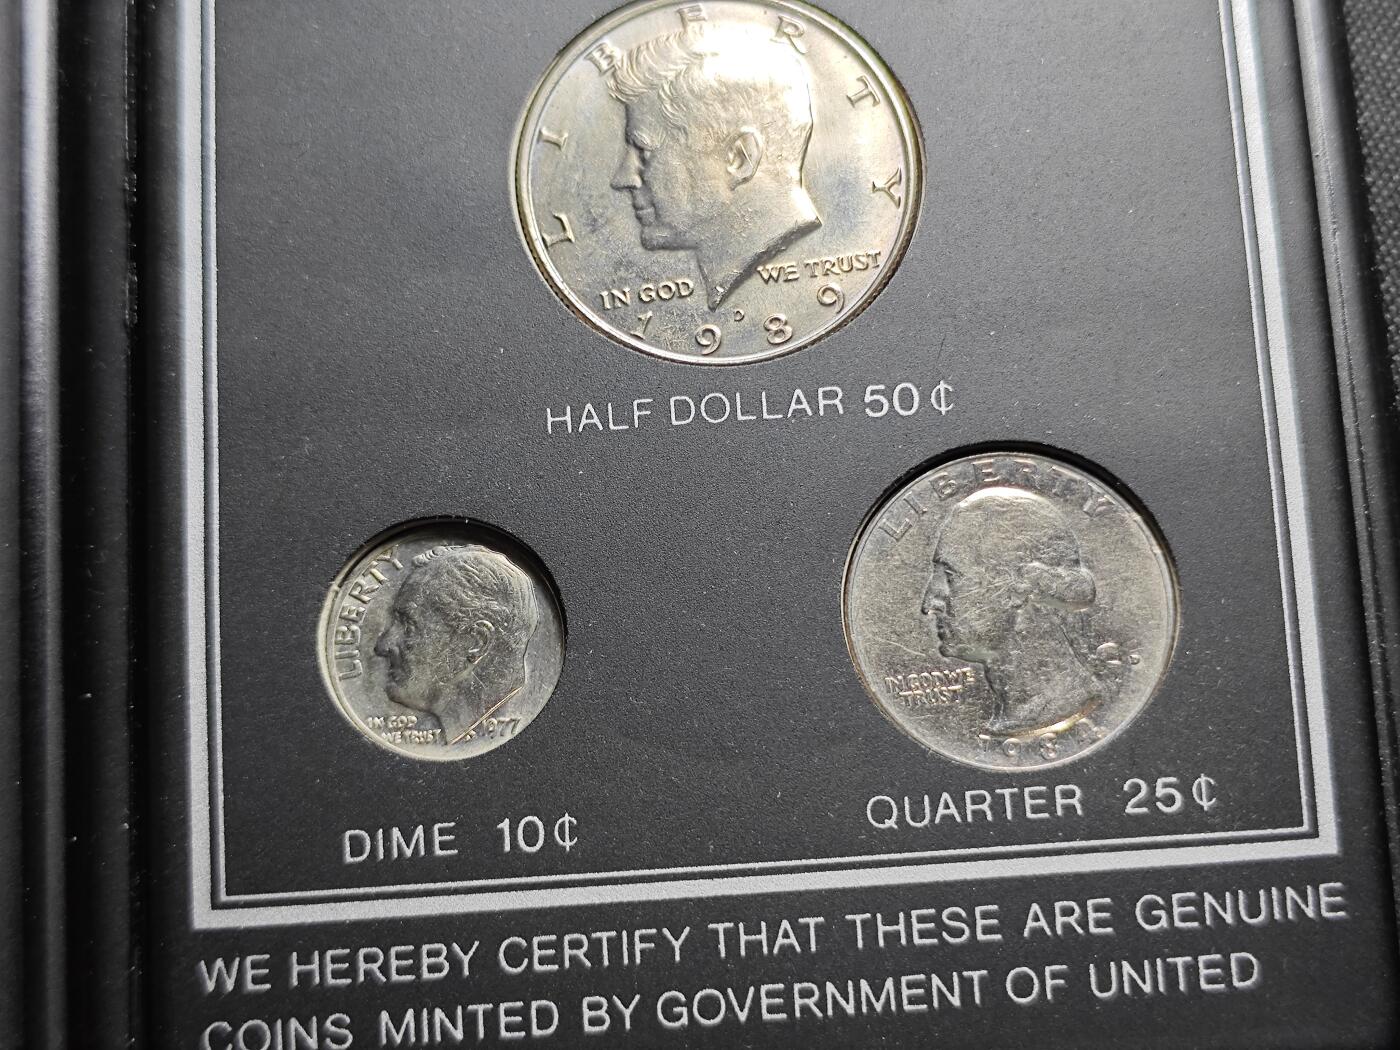 LIBERTY
IN GOD WE TRUST
D
1989
HALF DOLLAR 50¢
LIBERTY
IN GOD
WE TRUST
1977
DIME 10¢
LIBERTY
IN GOD WE
TRUST
QUARTER 25¢
WE HEREBY CERTIFY THAT THESE ARE GENUINE
COINS MINTED BY GOVERNMENT OF UNITED